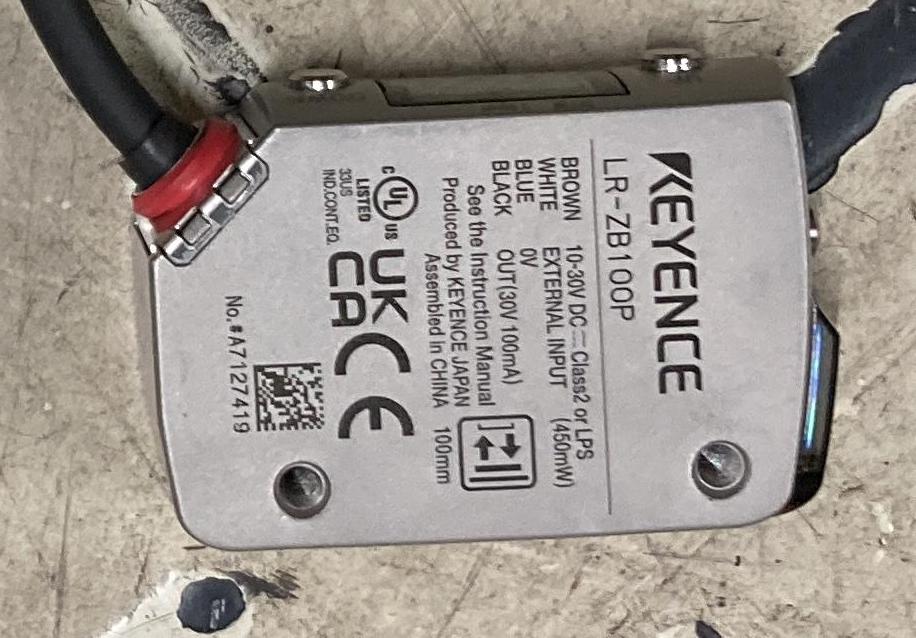 KEYENCE
LR-ZB100P
BROWN 10-30V DC⎓Class2 or LPS
WHITE EXTERNAL INPUT (450mW)
BLUE 0V
BLACK OUT(30V 100mA)
See the Instruction Manual
Produced by KEYENCE JAPAN
Assembled in CHINA
100mm
C UL US
LISTED
33US
IND.CONT.EQ.
UK
CA
CE
No.#A7127419